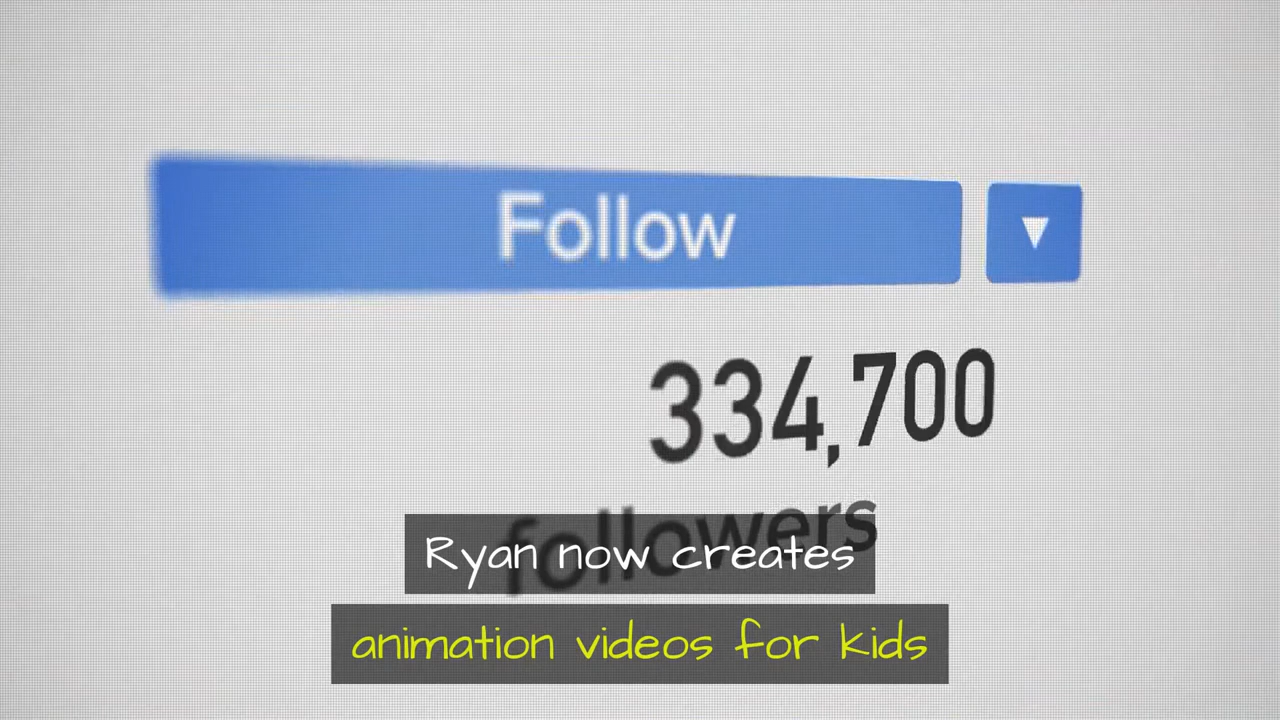 Follow ▼
334,700
followers
Ryan now creates
animation videos for kids